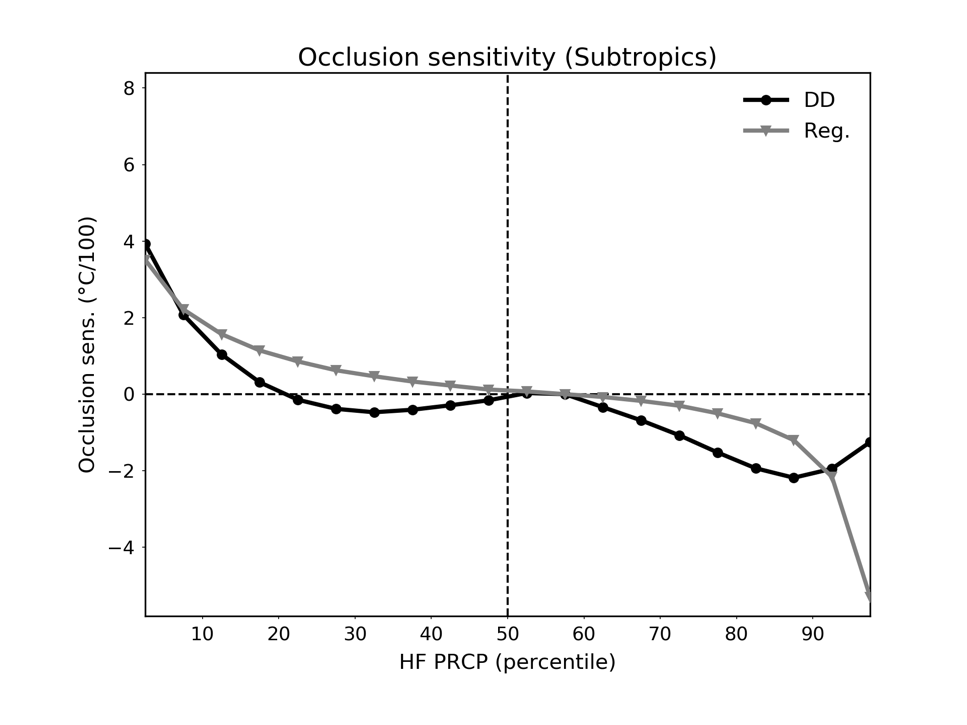 Occlusion sensitivity (Subtropics)
DD
Reg.
8
6
4
2
0
−2
−4
Occlusion sens. (°C/100)
10 20 30 40 50 60 70 80 90
HF PRCP (percentile)